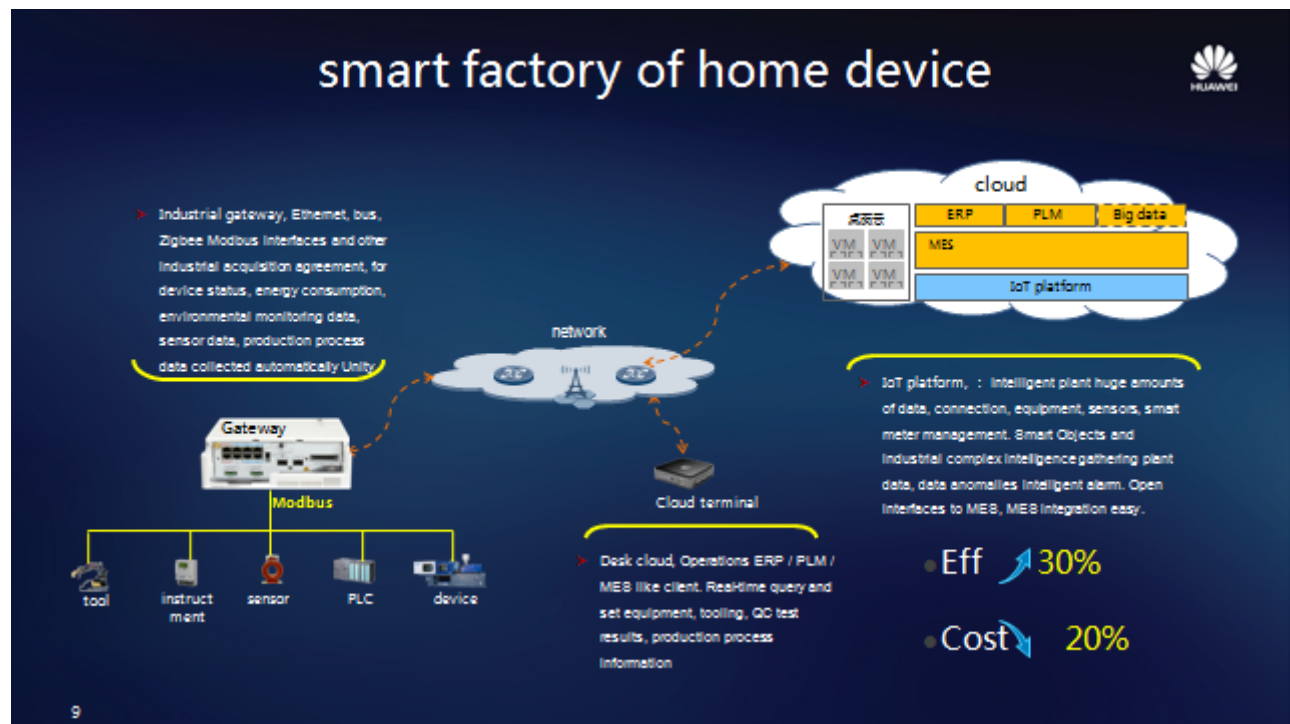 smart factory of home device
HUAWEI
Industrial gateway, Ethernet, bus,
Zigbee Modbus Interfaces and other
Industrial acquisition agreement, for
device status, energy consumption,
environmental monitoring data,
sensor data, production process
data collected automatically Unity
Gateway
Modbus
tool
instruct
ment
sensor
PLC
device
network
Cloud terminal
Desk cloud, Operations ERP / PLM /
MES like client. Real-time query and
set equipment, tooling, QC test
results, production process
Information
cloud
VM VM
VM VM
ERP PLM Big data
MES
IoT platform
IoT platform, : Intelligent plant huge amounts
of data, connection, equipment, sensors, smart
meter management. Smart Objects and
Industrial complex Intelligence gathering plant
data, data anomalies Intelligent alarm. Open
Interfaces to MES, MES Integration easy.
Eff 30%
Cost 20%
9